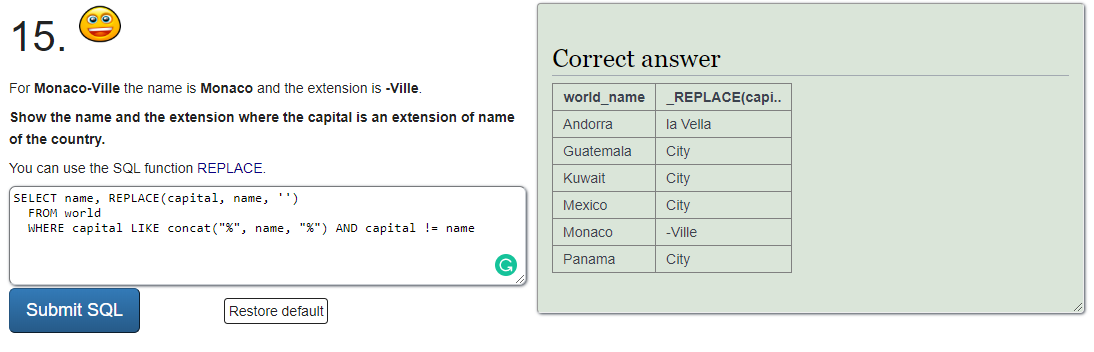 15.
For Monaco-Ville the name is Monaco and the extension is -Ville.
Show the name and the extension where the capital is an extension of name
of the country.
You can use the SQL function REPLACE.
SELECT name, REPLACE(capital, name, '')
FROM world
WHERE capital LIKE concat("%", name, "%") AND capital != name
G
Submit SQL
Restore default
Correct answer
world_name _REPLACE(capi..
Andorra la Vella
Guatemala City
Kuwait City
Mexico City
Monaco -Ville
Panama City